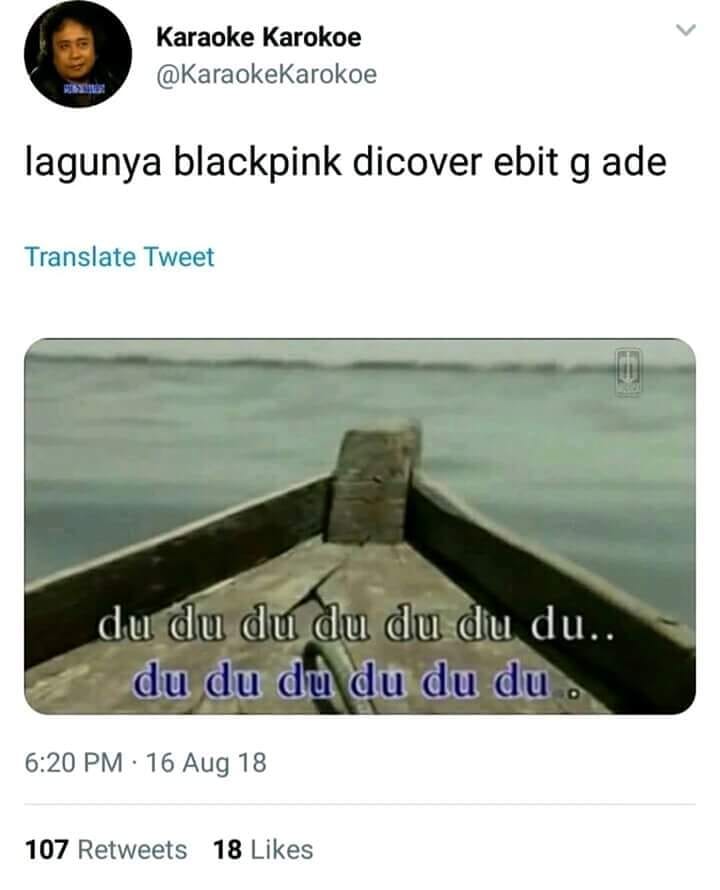 Karaoke Karokoe
@KaraokeKarokoe
lagunya blackpink dicover ebit g ade
Translate Tweet
du du du du du du du..
du du du du du du ..
6:20 PM · 16 Aug 18
107 Retweets 18 Likes